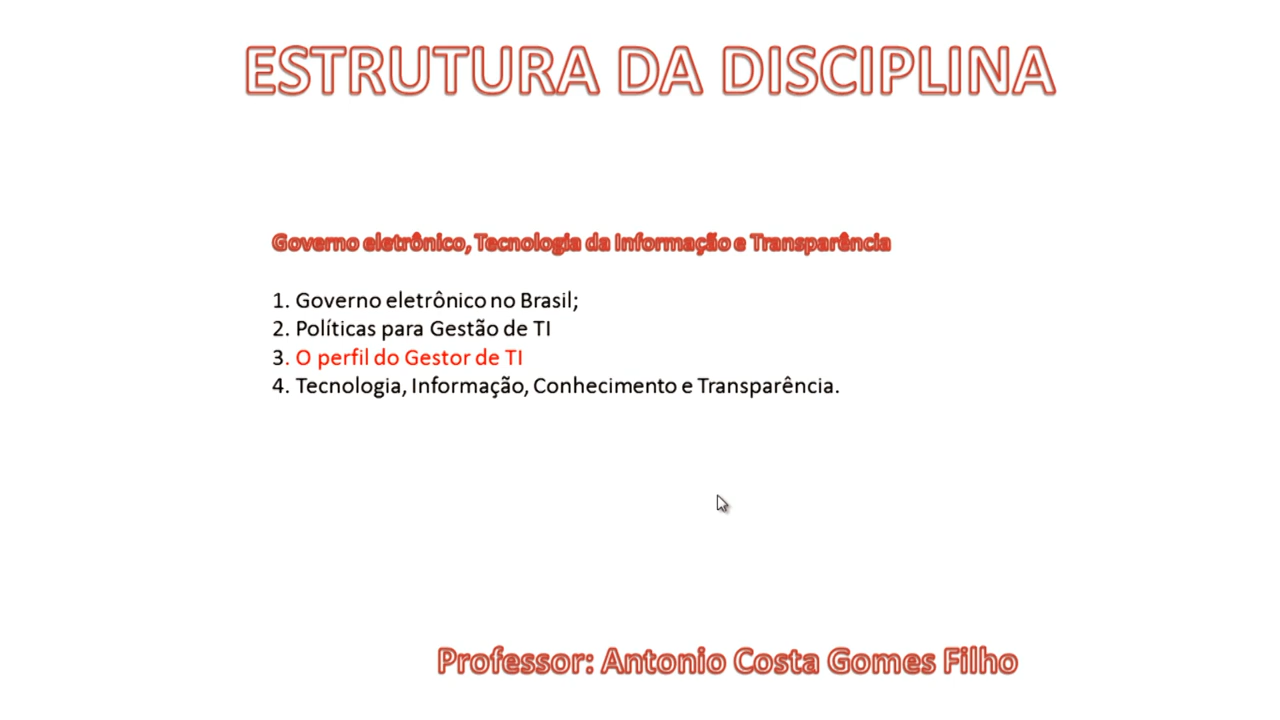 ESTRUTURA DA DISCIPLINA
Governo eletrônico, Tecnologia da Informação e Transparência
1. Governo eletrônico no Brasil;
2. Políticas para Gestão de TI
3. O perfil do Gestor de TI
4. Tecnologia, Informação, Conhecimento e Transparência.
Professor: Antonio Costa Gomes Filho